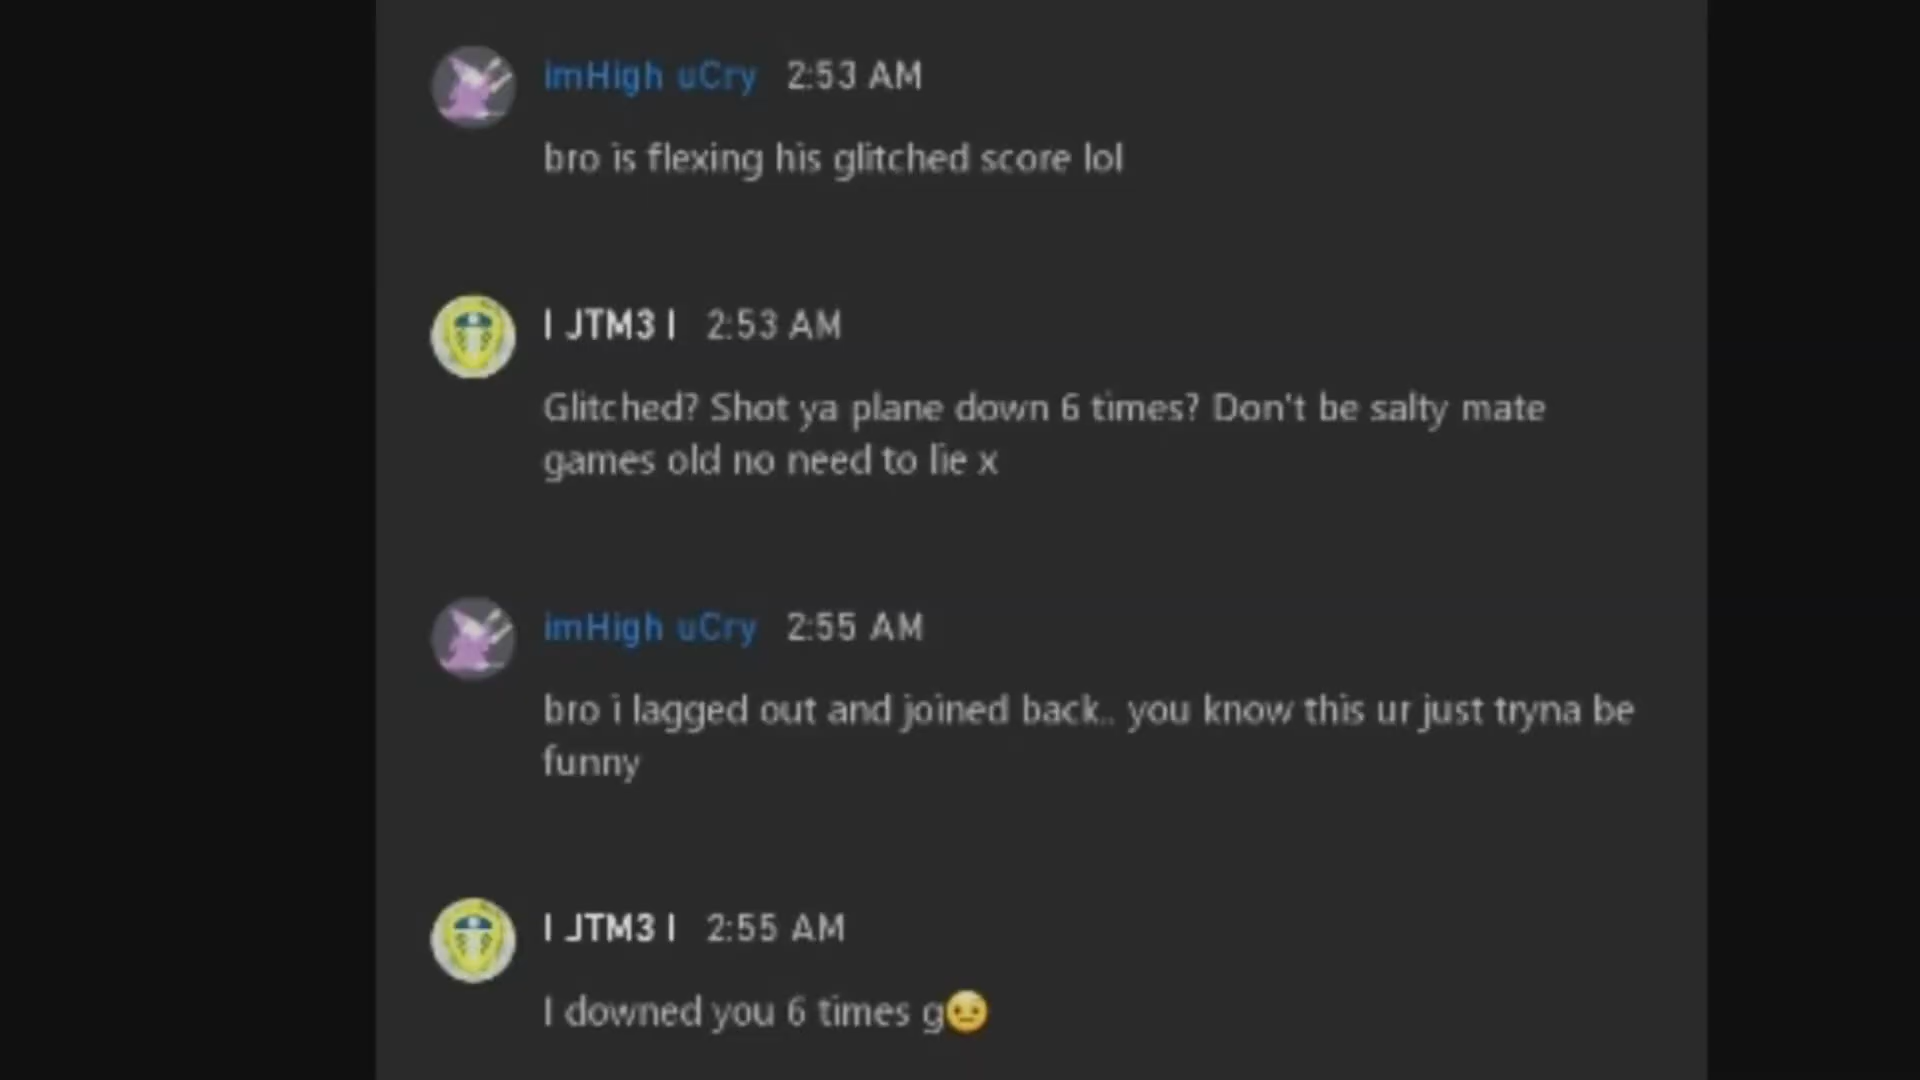 imHigh uCry 2:53 AM
bro is flexing his glitched score lol
I JTM3 I 2:53 AM
Glitched? Shot ya plane down 6 times? Don't be salty mate
games old no need to lie x
imHigh uCry 2:55 AM
bro i lagged out and joined back.. you know this ur just tryna be
funny
I JTM3 I 2:55 AM
I downed you 6 times g😐